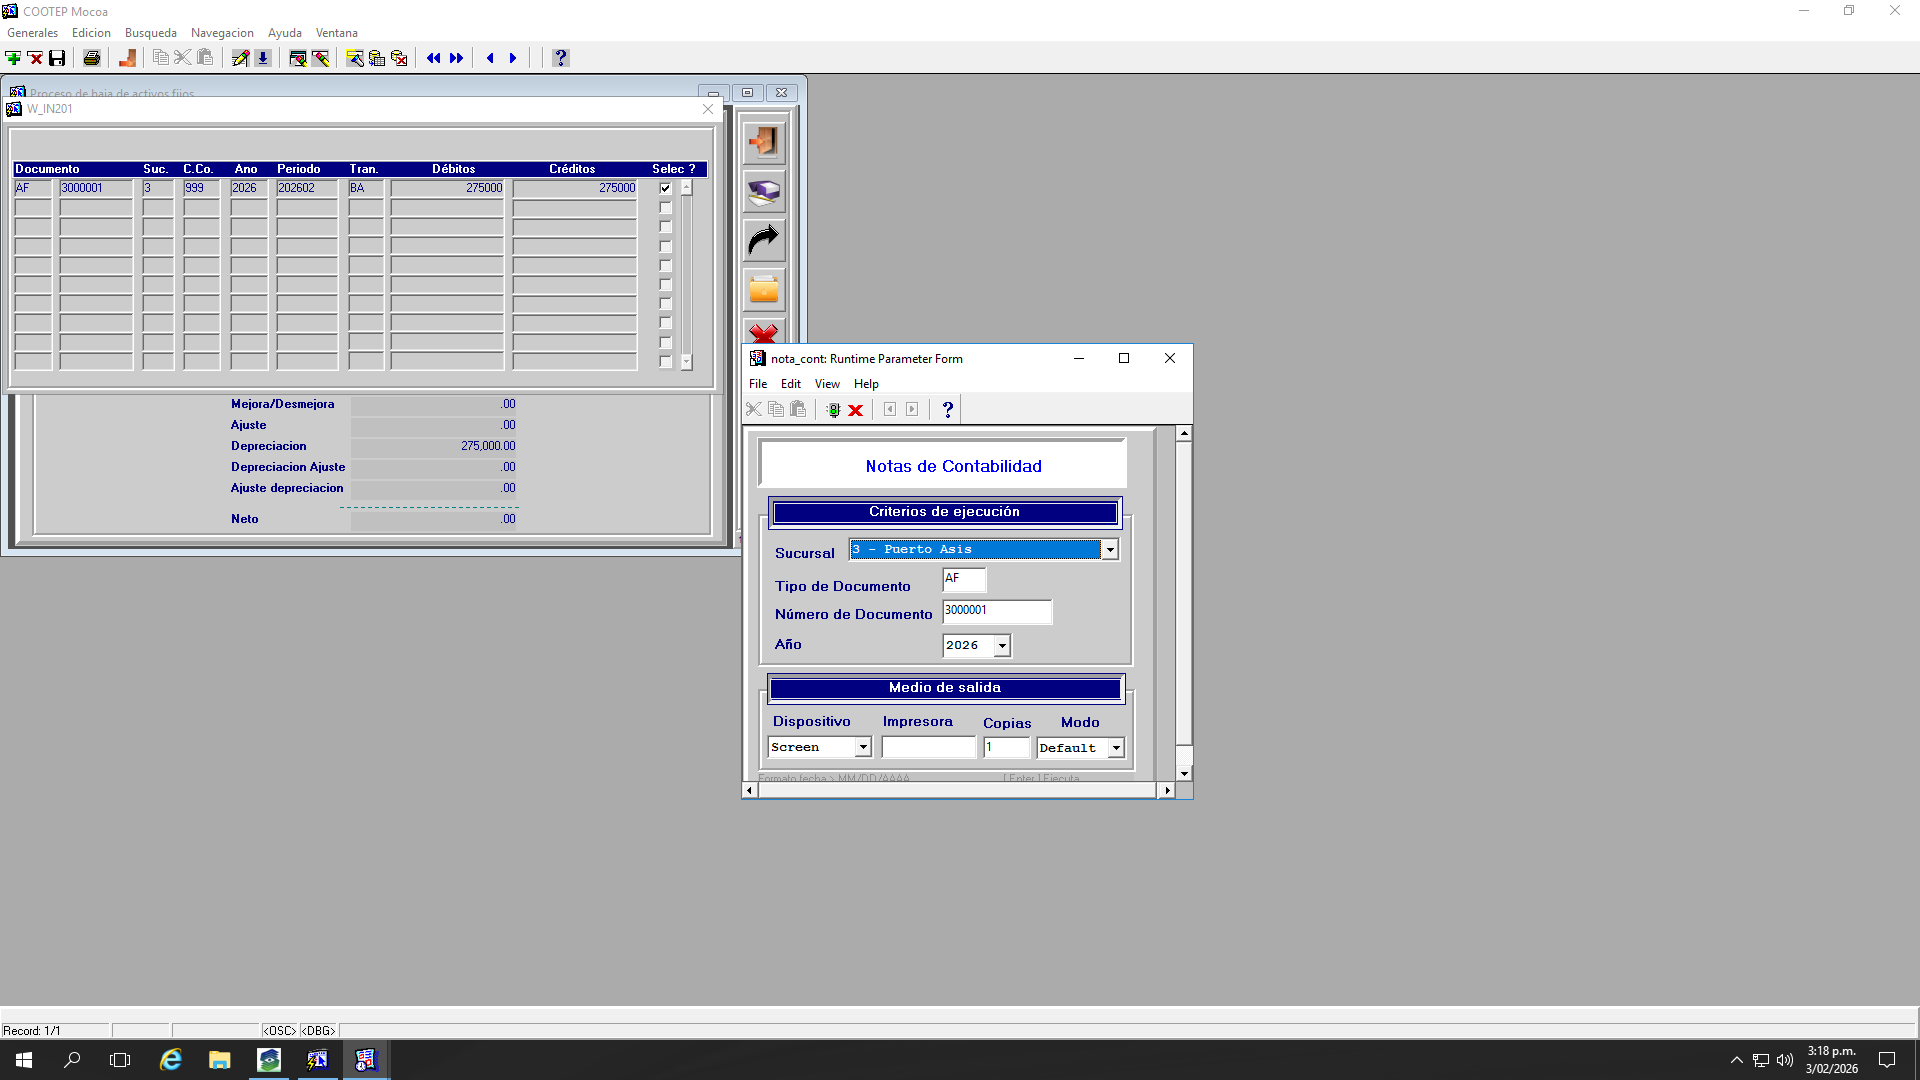 COOTEP Mocoa
Generales Edicion Busqueda Navegacion Ayuda Ventana
Proceso de baja de activos fijos
W_IN201
Documento Suc. C.Co. Ano Periodo Tran. Débitos Créditos Selec ?
AF 3000001 3 999 2026 202602 BA 275000 275000
Mejora/Desmejora .00
Ajuste .00
Depreciacion 275,000.00
Depreciacion Ajuste .00
Ajuste depreciacion .00
Neto .00
nota_cont: Runtime Parameter Form
File Edit View Help
Notas de Contabilidad
Criterios de ejecución
Sucursal 3 - Puerto Asis
Tipo de Documento AF
Número de Documento 3000001
Año 2026
Medio de salida
Dispositivo Impresora Copias Modo
Screen 1 Default
Formato fecha > MM/DD/AAAA [ Enter ] Ejecuta
Record: 1/1 <OSC> <DBG>
3:18 p.m.
3/02/2026